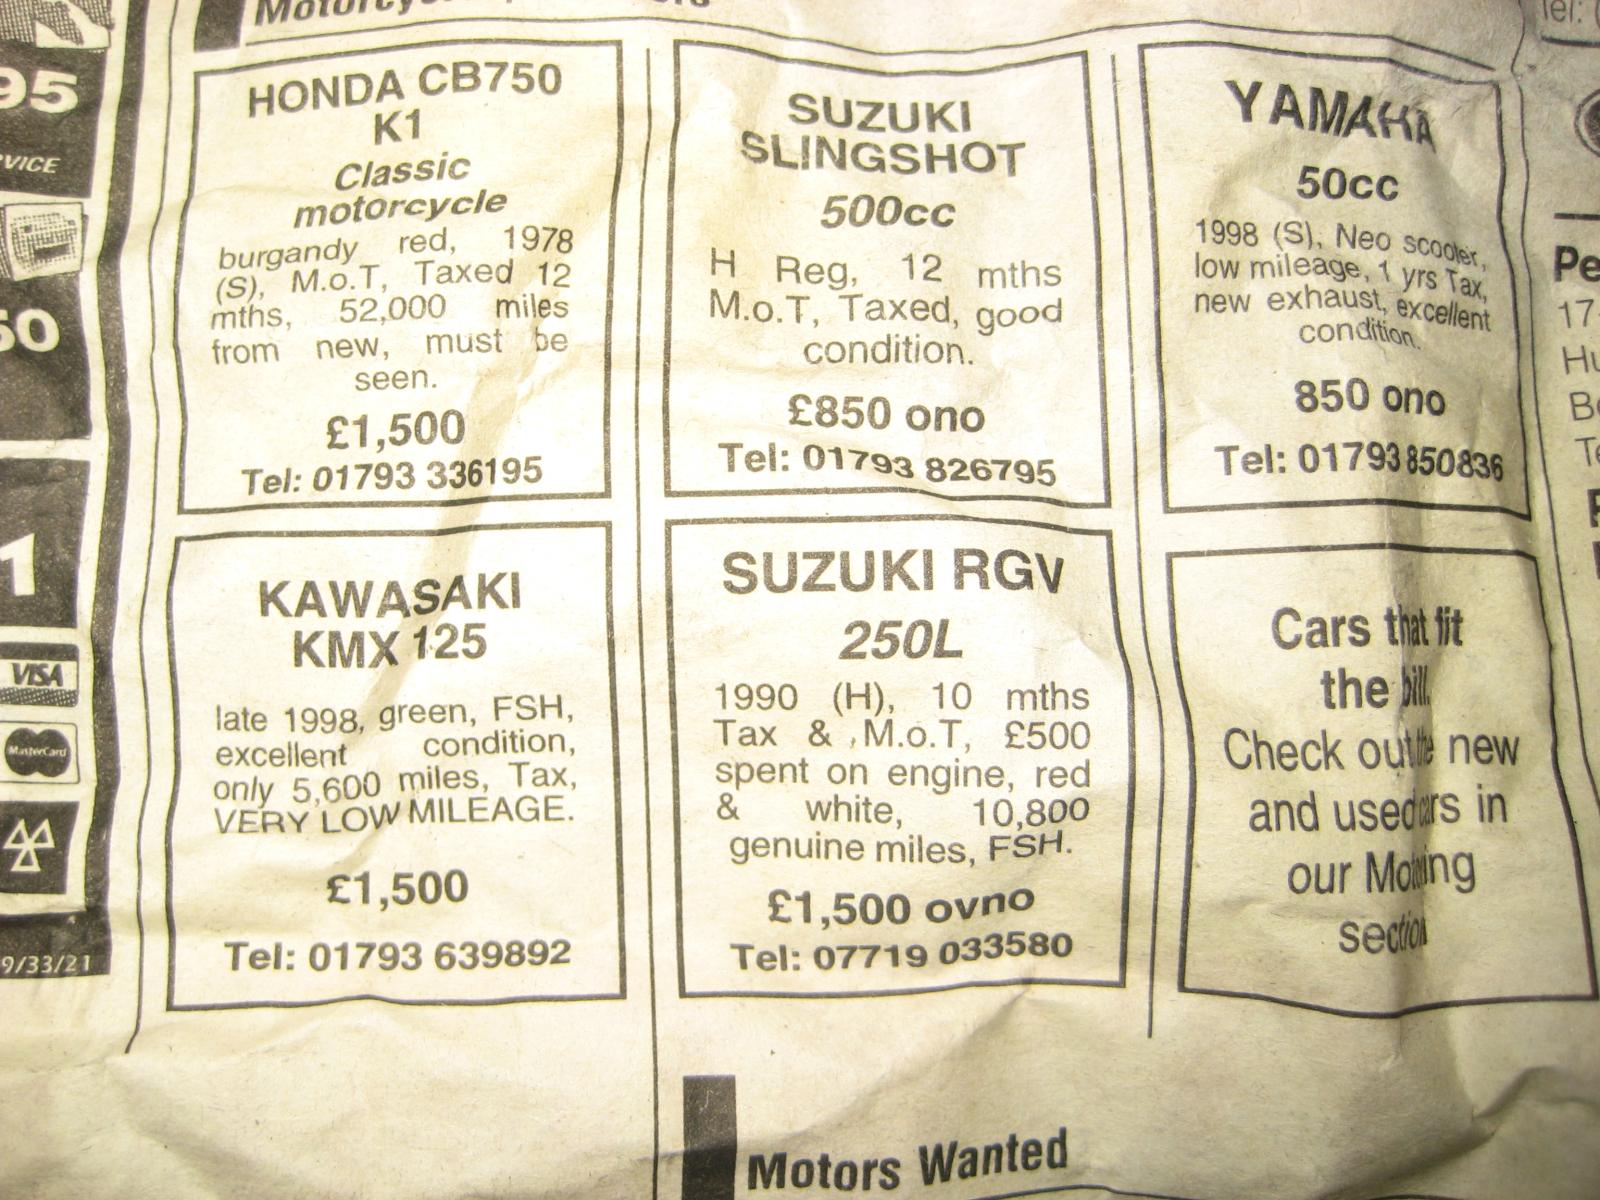 95
VICE
50
1
VISA
MasterCard
9/33/21
HONDA CB750
K1
Classic
motorcycle
burgandy red, 1978
(S), M.o.T, Taxed 12
mths, 52,000 miles
from new, must be
seen.
£1,500
Tel: 01793 336195
SUZUKI
SLINGSHOT
500cc
H Reg, 12 mths
M.o.T, Taxed, good
condition.
£850 ono
Tel: 01793 826795
YAMAHA
50cc
1998 (S), Neo scooter,
low mileage, 1 yrs Tax,
new exhaust, excellent
condition.
850 ono
Tel: 01793 850836
KAWASAKI
KMX 125
late 1998, green, FSH,
excellent condition,
only 5,600 miles, Tax,
VERY LOW MILEAGE.
£1,500
Tel: 01793 639892
SUZUKI RGV
250L
1990 (H), 10 mths
Tax & M.o.T, £500
spent on engine, red
& white, 10,800
genuine miles, FSH.
£1,500 ovno
Tel: 07719 033580
Cars that fit
the bill.
Check out the new
and used cars in
our Motoring
section
Tel:
Pe
17
Hu
Motors Wanted